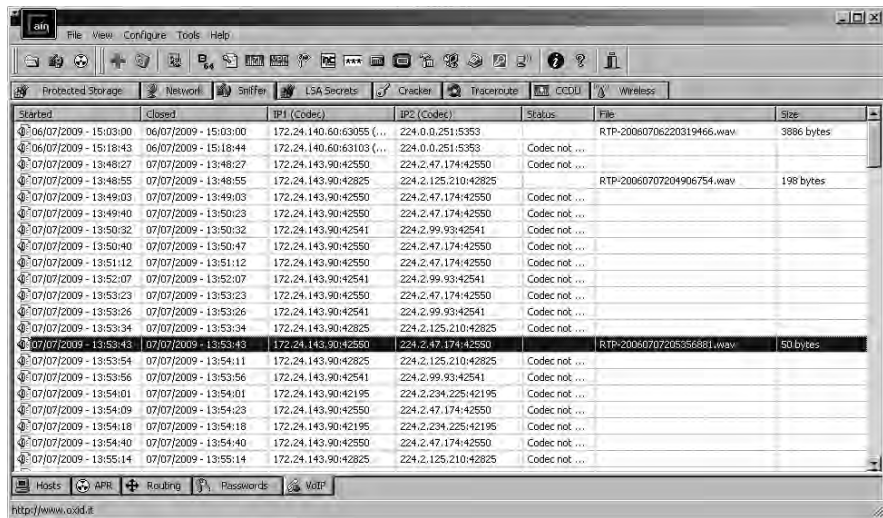 ain
File View Configure Tools Help
Protected Storage Network Sniffer LSA Secrets Cracker Traceroute CCDU Wireless
Started Closed IP1 (Codec) IP2 (Codec) Status File Size
06/07/2009 - 15:03:00 06/07/2009 - 15:03:00 172.24.140.60:63055 (... 224.0.0.251:5353 RTP-20060706220319466.wav 3886 bytes
06/07/2009 - 15:18:43 06/07/2009 - 15:18:44 172.24.140.60:63103 (... 224.0.0.251:5353 Codec not ...
07/07/2009 - 13:48:27 07/07/2009 - 13:48:27 172.24.143.90:42550 224.2.47.174:42550 Codec not ...
07/07/2009 - 13:48:55 07/07/2009 - 13:48:55 172.24.143.90:42825 224.2.125.210:42825 RTP-20060707204906754.wav 198 bytes
07/07/2009 - 13:49:03 07/07/2009 - 13:49:03 172.24.143.90:42550 224.2.47.174:42550 Codec not ...
07/07/2009 - 13:49:40 07/07/2009 - 13:50:23 172.24.143.90:42550 224.2.47.174:42550 Codec not ...
07/07/2009 - 13:50:32 07/07/2009 - 13:50:32 172.24.143.90:42541 224.2.99.93:42541 Codec not ...
07/07/2009 - 13:50:40 07/07/2009 - 13:50:47 172.24.143.90:42550 224.2.47.174:42550 Codec not ...
07/07/2009 - 13:51:12 07/07/2009 - 13:51:12 172.24.143.90:42550 224.2.47.174:42550 Codec not ...
07/07/2009 - 13:52:07 07/07/2009 - 13:52:07 172.24.143.90:42541 224.2.99.93:42541 Codec not ...
07/07/2009 - 13:53:23 07/07/2009 - 13:53:23 172.24.143.90:42550 224.2.47.174:42550 Codec not ...
07/07/2009 - 13:53:26 07/07/2009 - 13:53:26 172.24.143.90:42541 224.2.99.93:42541 Codec not ...
07/07/2009 - 13:53:34 07/07/2009 - 13:53:34 172.24.143.90:42825 224.2.125.210:42825 Codec not ...
07/07/2009 - 13:53:43 07/07/2009 - 13:53:43 172.24.143.90:42550 224.2.47.174:42550 RTP-20060707205356881.wav 50 bytes
07/07/2009 - 13:53:54 07/07/2009 - 13:54:11 172.24.143.90:42825 224.2.125.210:42825 Codec not ...
07/07/2009 - 13:53:56 07/07/2009 - 13:53:56 172.24.143.90:42541 224.2.99.93:42541 Codec not ...
07/07/2009 - 13:54:01 07/07/2009 - 13:54:01 172.24.143.90:42195 224.2.234.225:42195 Codec not ...
07/07/2009 - 13:54:09 07/07/2009 - 13:54:23 172.24.143.90:42550 224.2.47.174:42550 Codec not ...
07/07/2009 - 13:54:18 07/07/2009 - 13:54:18 172.24.143.90:42195 224.2.234.225:42195 Codec not ...
07/07/2009 - 13:54:40 07/07/2009 - 13:54:40 172.24.143.90:42550 224.2.47.174:42550 Codec not ...
07/07/2009 - 13:55:14 07/07/2009 - 13:55:14 172.24.143.90:42825 224.2.125.210:42825 Codec not ...
Hosts APR Routing Passwords VoIP
http://www.oxid.it